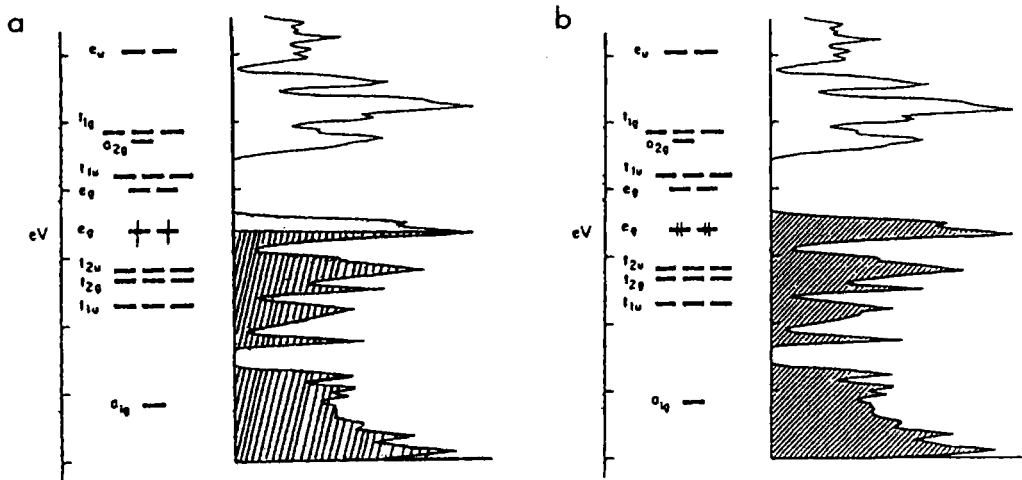 a
e_u
t_1g
a_2g
t_1u
e_g
eV
e_g
t_2u
t_2g
t_1u
a_1g
b
e_u
t_1g
a_2g
t_1u
e_g
eV
e_g
t_2u
t_2g
t_1u
a_1g